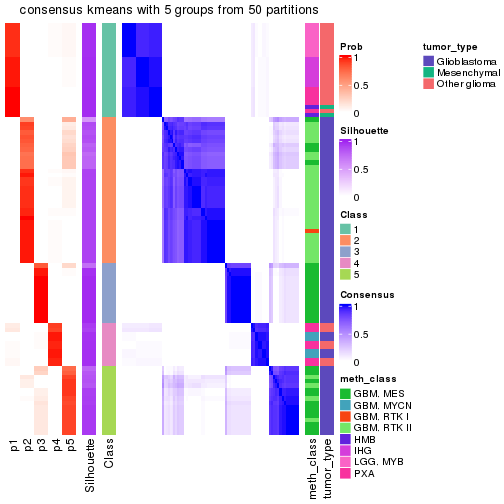 consensus kmeans with 5 groups from 50 partitions
Prob
1
0.5
0
Silhouette
1
0.5
0
Class
1
2
3
4
5
Consensus
1
0.5
0
meth_class
GBM. MES
GBM. MYCN
GBM. RTK I
GBM. RTK II
HMB
IHG
LGG. MYB
PXA
tumor_type
Glioblastoma
Mesenchymal
Other glioma
p1
p2
p3
p4
p5
Silhouette
Class
meth_class
tumor_type